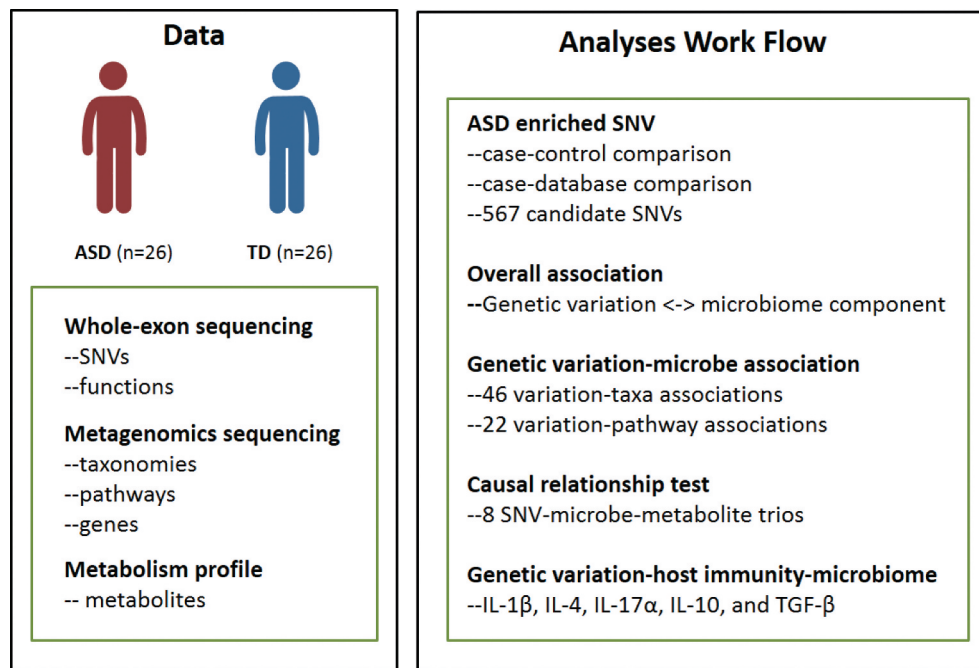 Data
ASD (n=26)
TD (n=26)
Whole-exon sequencing
--SNVs
--functions
Metagenomics sequencing
--taxonomies
--pathways
--genes
Metabolism profile
-- metabolites
Analyses Work Flow
ASD enriched SNV
--case-control comparison
--case-database comparison
--567 candidate SNVs
Overall association
--Genetic variation <-> microbiome component
Genetic variation-microbe association
--46 variation-taxa associations
--22 variation-pathway associations
Causal relationship test
--8 SNV-microbe-metabolite trios
Genetic variation-host immunity-microbiome
--IL-1β, IL-4, IL-17α, IL-10, and TGF-β